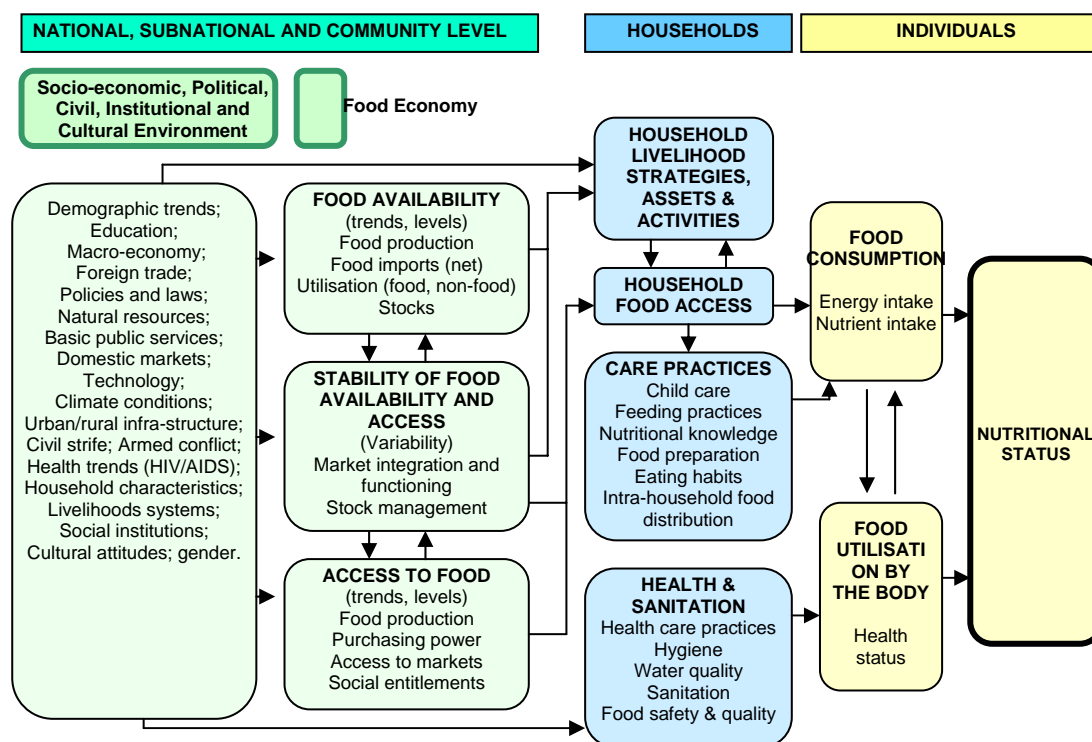 NATIONAL, SUBNATIONAL AND COMMUNITY LEVEL
HOUSEHOLDS
INDIVIDUALS
Socio-economic, Political,
Civil, Institutional and
Cultural Environment
Food Economy
Demographic trends;
Education;
Macro-economy;
Foreign trade;
Policies and laws;
Natural resources;
Basic public services;
Domestic markets;
Technology;
Climate conditions;
Urban/rural infra-structure;
Civil strife; Armed conflict;
Health trends (HIV/AIDS);
Household characteristics;
Livelihoods systems;
Social institutions;
Cultural attitudes; gender.
FOOD AVAILABILITY
(trends, levels)
Food production
Food imports (net)
Utilisation (food, non-food)
Stocks
STABILITY OF FOOD
AVAILABILITY AND
ACCESS
(Variability)
Market integration and
functioning
Stock management
ACCESS TO FOOD
(trends, levels)
Food production
Purchasing power
Access to markets
Social entitlements
HOUSEHOLD
LIVELIHOOD
STRATEGIES,
ASSETS &
ACTIVITIES
HOUSEHOLD
FOOD ACCESS
CARE PRACTICES
Child care
Feeding practices
Nutritional knowledge
Food preparation
Eating habits
Intra-household food
distribution
HEALTH &
SANITATION
Health care practices
Hygiene
Water quality
Sanitation
Food safety & quality
FOOD
CONSUMPTION
Energy intake
Nutrient intake
FOOD
UTILISATI
ON BY
THE BODY
Health
status
NUTRITIONAL
STATUS